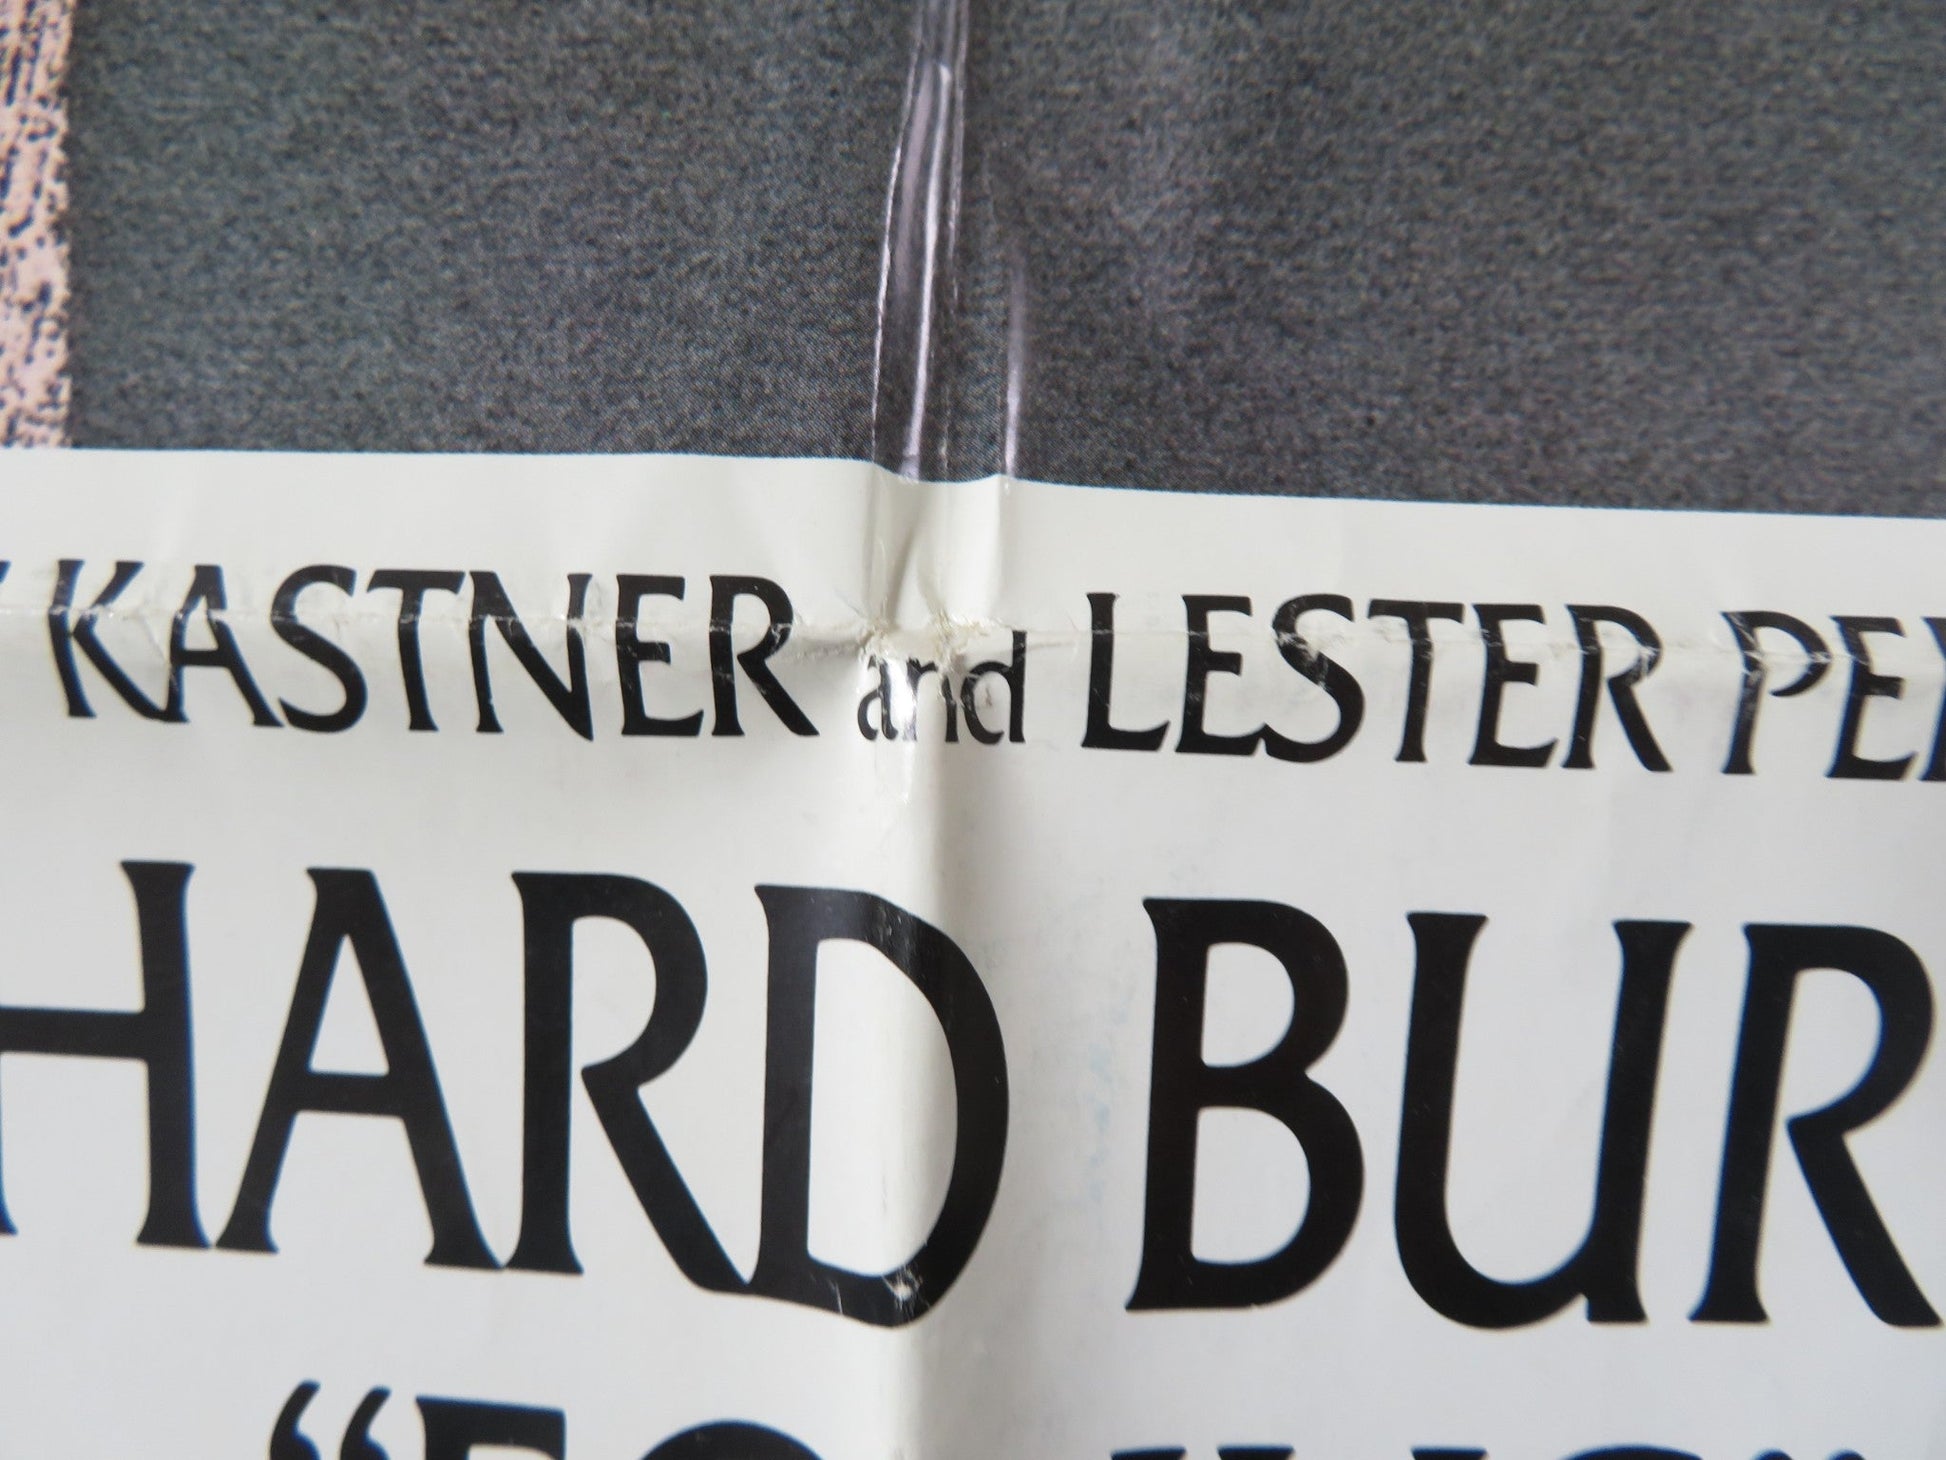 KASTNER and LESTER PE
HARD BUR